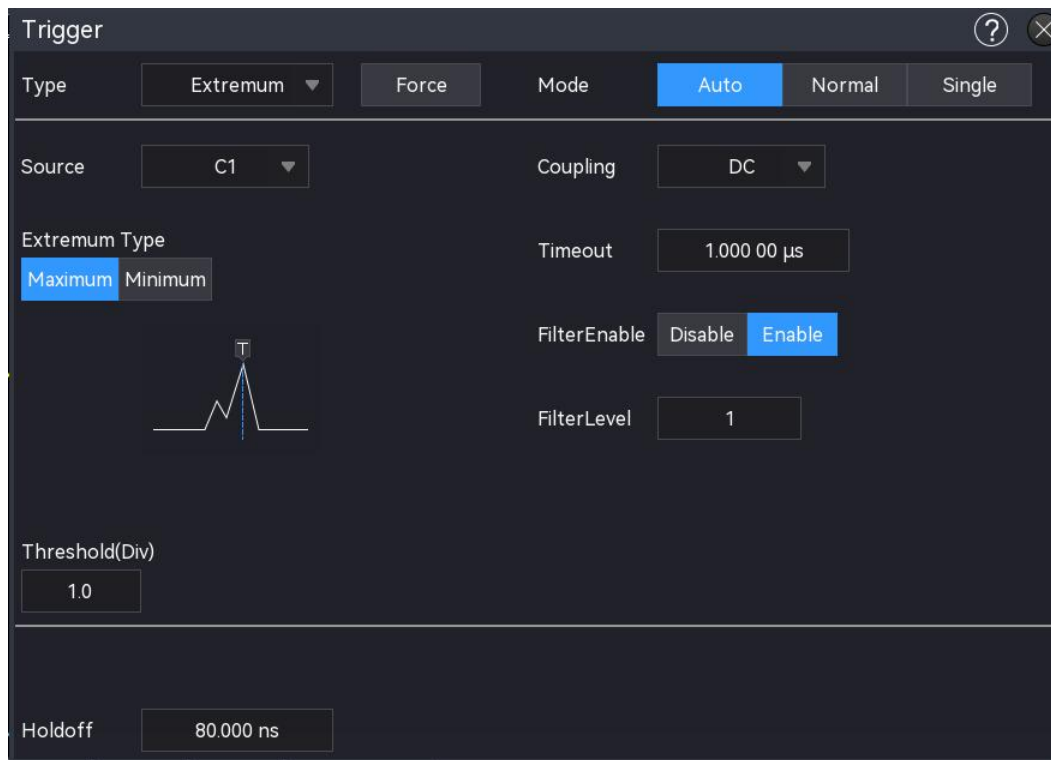 Trigger ?
Type Extremum Force Mode Auto Normal Single
Source C1 Coupling DC
Extremum Type
Timeout 1.000 00 µs
Maximum Minimum
T
FilterEnable Disable Enable
FilterLevel 1
Threshold(Div)
1.0
Holdoff 80.000 ns